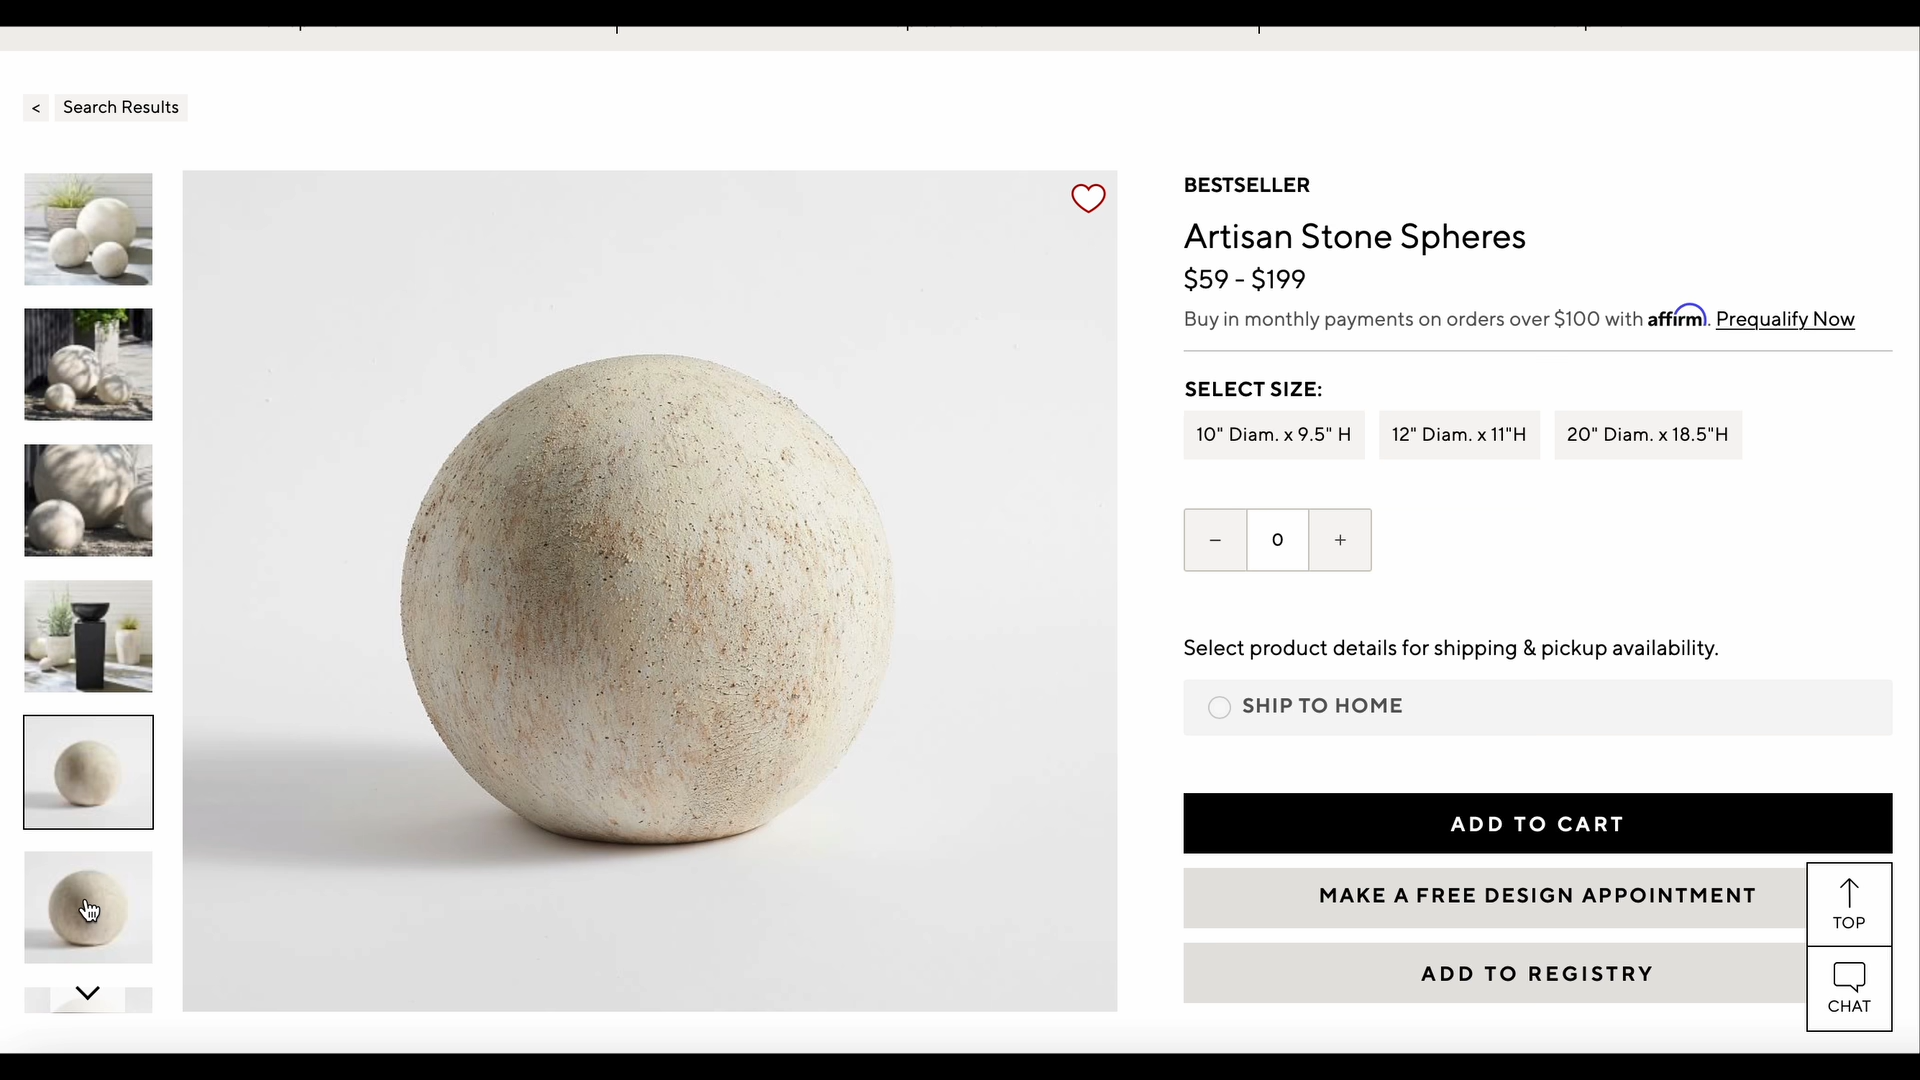 < Search Results
BESTSELLER
Artisan Stone Spheres
$59 - $199
Buy in monthly payments on orders over $100 with affirm. Prequalify Now
SELECT SIZE:
10" Diam. x 9.5" H
12" Diam. x 11"H
20" Diam. x 18.5"H
− 0 +
Select product details for shipping & pickup availability.
SHIP TO HOME
ADD TO CART
MAKE A FREE DESIGN APPOINTMENT
TOP
ADD TO REGISTRY
CHAT